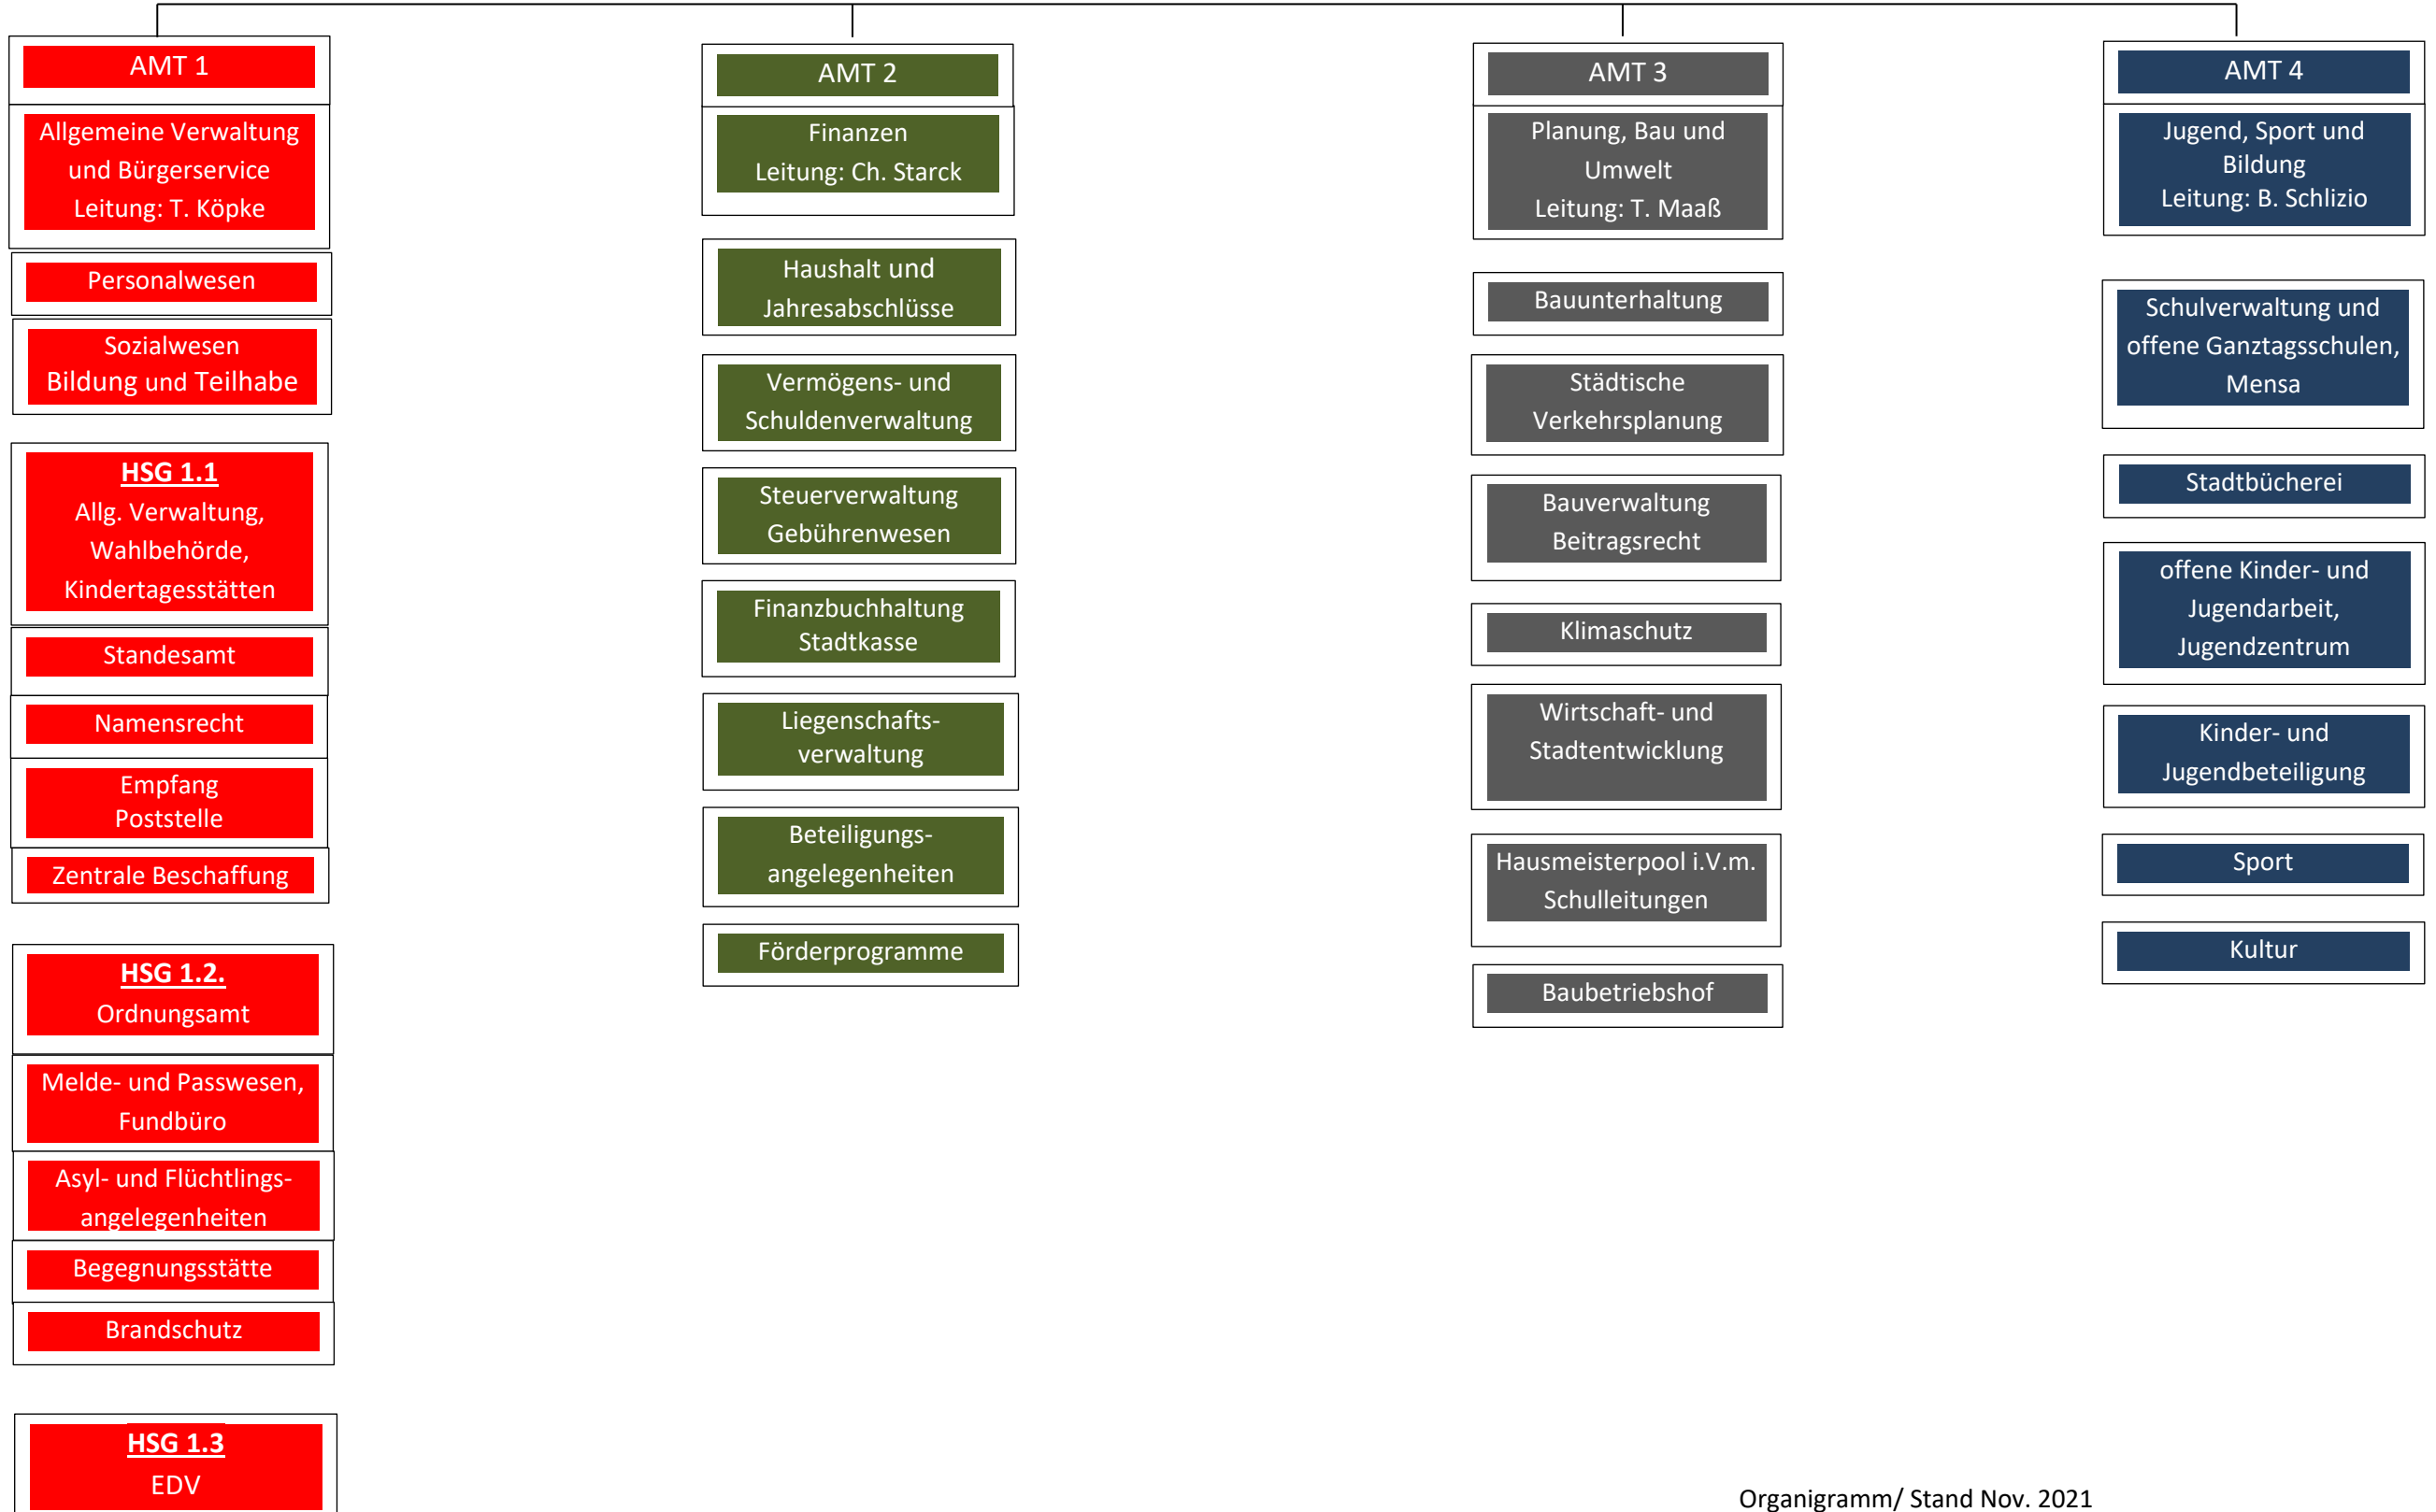 AMT 1
Allgemeine Verwaltung
und Bürgerservice
Leitung: T. Köpke
Personalwesen
Sozialwesen
Bildung und Teilhabe
HSG 1.1
Allg. Verwaltung,
Wahlbehörde,
Kindertagesstätten
Standesamt
Namensrecht
Empfang
Poststelle
Zentrale Beschaffung
HSG 1.2.
Ordnungsamt
Melde- und Passwesen,
Fundbüro
Asyl- und Flüchtlings-
angelegenheiten
Begegnungsstätte
Brandschutz
HSG 1.3
EDV
AMT 2
Finanzen
Leitung: Ch. Starck
Haushalt und
Jahresabschlüsse
Vermögens- und
Schuldenverwaltung
Steuerverwaltung
Gebührenwesen
Finanzbuchhaltung
Stadtkasse
Liegenschafts-
verwaltung
Beteiligungs-
angelegenheiten
Förderprogramme
AMT 3
Planung, Bau und
Umwelt
Leitung: T. Maaß
Bauunterhaltung
Städtische
Verkehrsplanung
Bauverwaltung
Beitragsrecht
Klimaschutz
Wirtschaft- und
Stadtentwicklung
Hausmeisterpool i.V.m.
Schulleitungen
Baubetriebshof
AMT 4
Jugend, Sport und
Bildung
Leitung: B. Schlizio
Schulverwaltung und
offene Ganztagsschulen,
Mensa
Stadtbücherei
offene Kinder- und
Jugendarbeit,
Jugendzentrum
Kinder- und
Jugendbeteiligung
Sport
Kultur
Organigramm/ Stand Nov. 2021